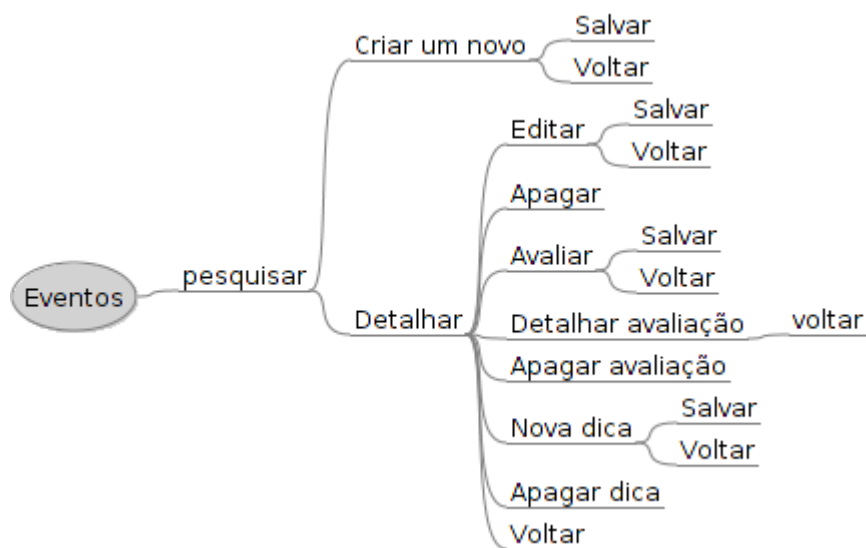 Eventos
pesquisar
Criar um novo
Salvar
Voltar
Detalhar
Editar
Salvar
Voltar
Apagar
Avaliar
Salvar
Voltar
Detalhar avaliação
voltar
Apagar avaliação
Nova dica
Salvar
Voltar
Apagar dica
Voltar